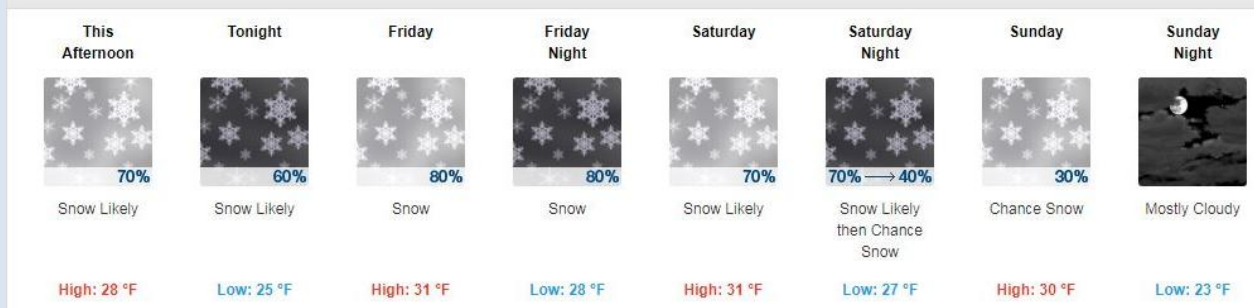 This
Afternoon
Tonight
Friday
Friday
Night
Saturday
Saturday
Night
Sunday
Sunday
Night
70%
60%
80%
80%
70%
70% → 40%
30%
Snow Likely
Snow Likely
Snow
Snow
Snow Likely
Snow Likely
then Chance
Snow
Chance Snow
Mostly Cloudy
High: 28 °F
Low: 25 °F
High: 31 °F
Low: 28 °F
High: 31 °F
Low: 27 °F
High: 30 °F
Low: 23 °F